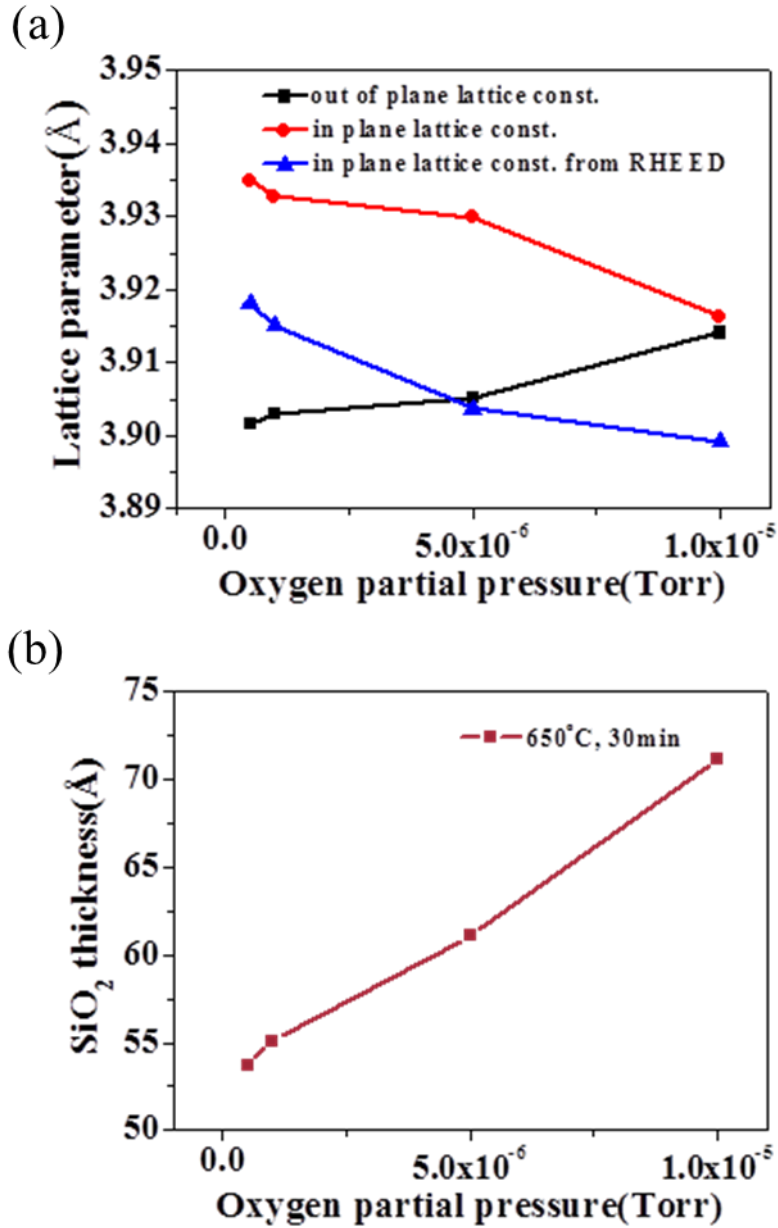 (a)
3.95
3.94
3.93
3.92
3.91
3.90
3.89
Lattice parameter(Å)
out of plane lattice const.
in plane lattice const.
in plane lattice const. from RHEED
0.0
5.0x10⁻⁶
1.0x10⁻⁵
Oxygen partial pressure(Torr)
(b)
75
70
65
60
55
50
SiO₂ thickness(Å)
650°C, 30min
0.0
5.0x10⁻⁶
1.0x10⁻⁵
Oxygen partial pressure(Torr)